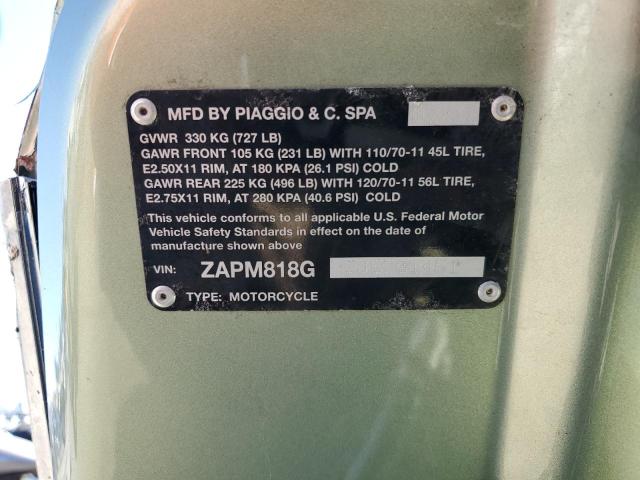 MFD BY PIAGGIO & C. SPA
GVWR 330 KG (727 LB)
GAWR FRONT 105 KG (231 LB) WITH 110/70-11 45L TIRE,
E2.50X11 RIM, AT 180 KPA (26.1 PSI) COLD
GAWR REAR 225 KG (496 LB) WITH 120/70-11 56L TIRE,
E2.75X11 RIM, AT 280 KPA (40.6 PSI) COLD
This vehicle conforms to all applicable U.S. Federal Motor
Vehicle Safety Standards in effect on the date of
manufacture shown above
VIN: ZAPM818G
TYPE: MOTORCYCLE